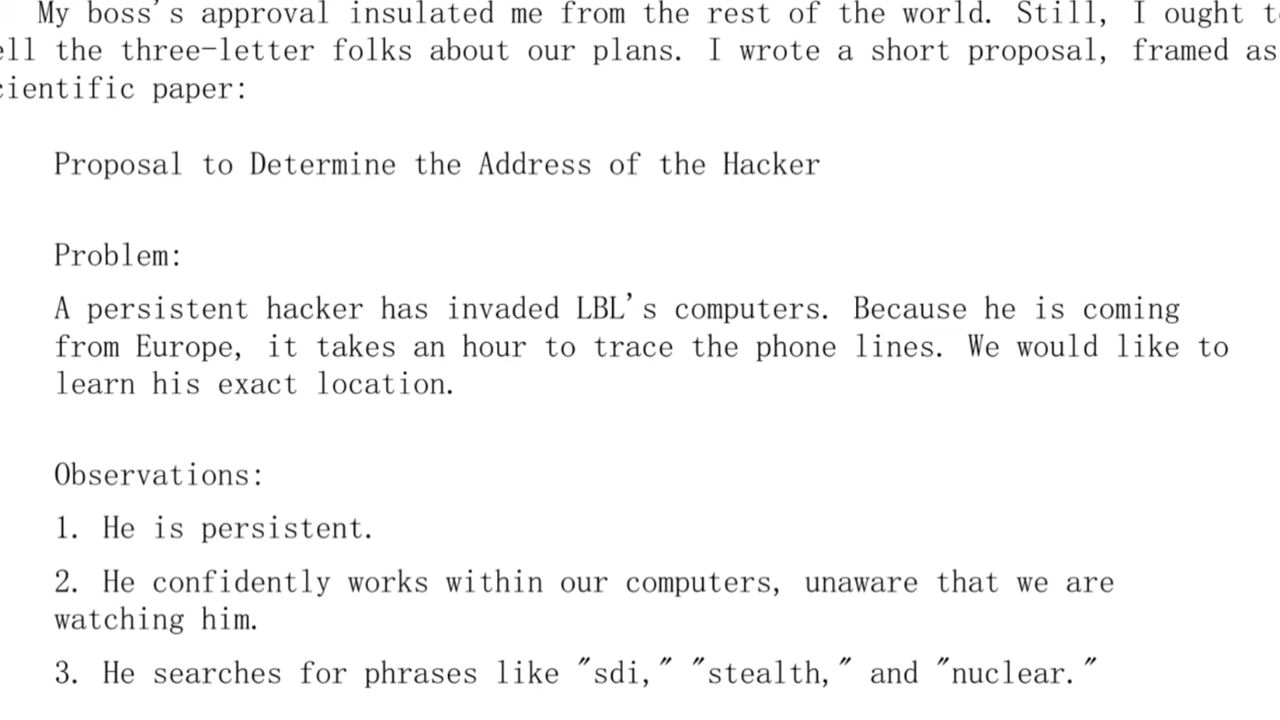 My boss's approval insulated me from the rest of the world. Still, I ought t
ell the three-letter folks about our plans. I wrote a short proposal, framed as
cientific paper:
Proposal to Determine the Address of the Hacker
Problem:
A persistent hacker has invaded LBL's computers. Because he is coming
from Europe, it takes an hour to trace the phone lines. We would like to
learn his exact location.
Observations:
1. He is persistent.
2. He confidently works within our computers, unaware that we are
watching him.
3. He searches for phrases like "sdi," "stealth," and "nuclear."